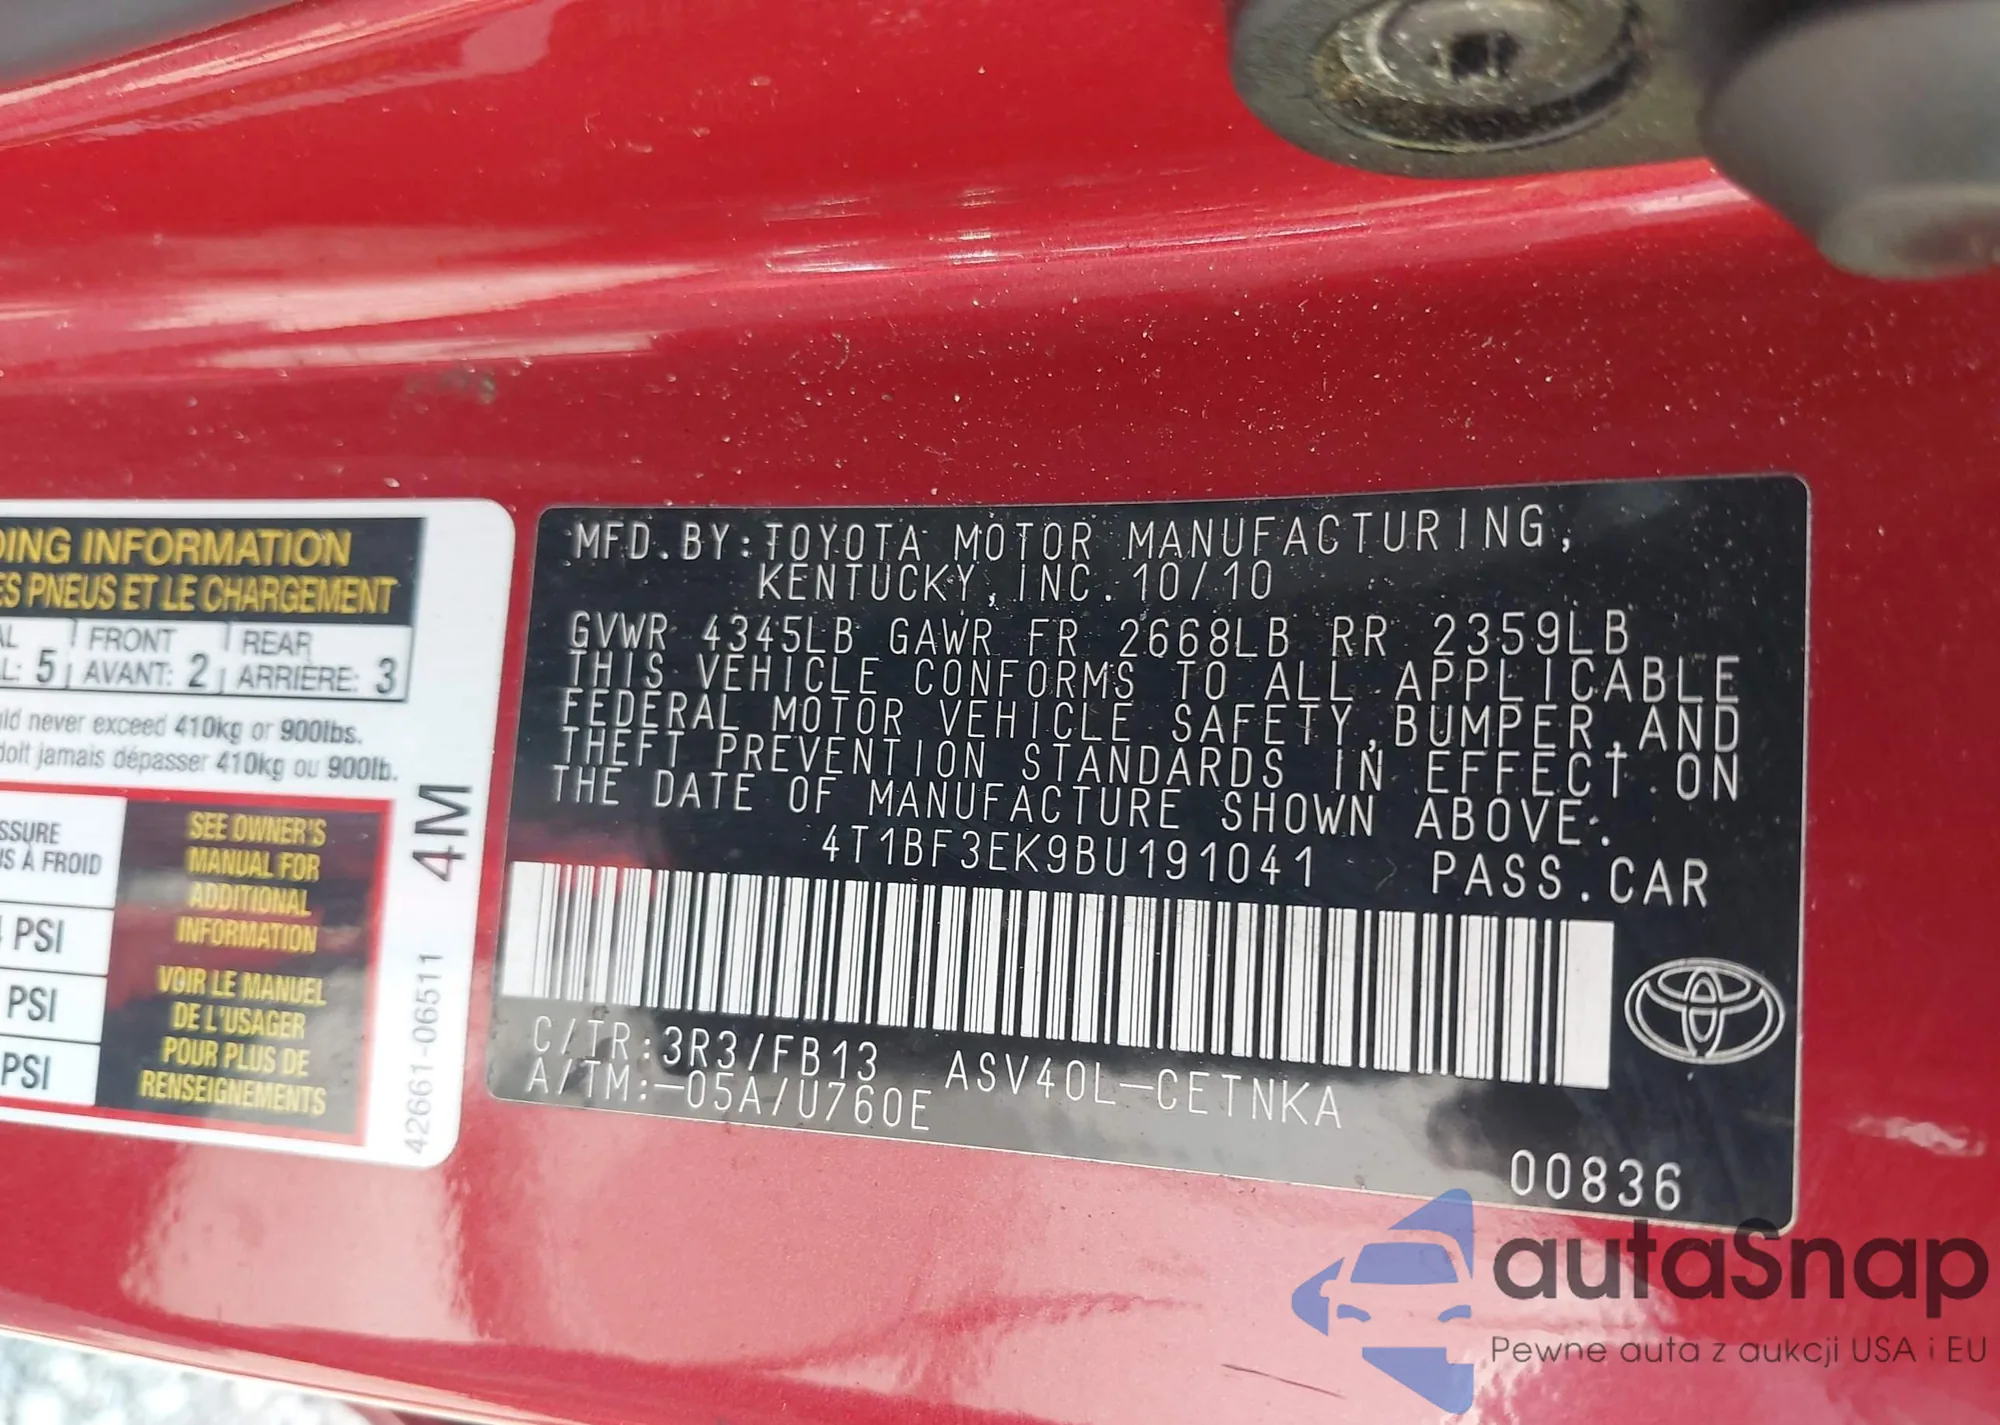 DING INFORMATION
ES PNEUS ET LE CHARGEMENT
FRONT
REAR
5
AVANT: 2
ARRIÈRE: 3
never exceed 410kg or 900lbs.
doit jamais dépasser 410kg ou 900lb.
SSURE
À FROID
PSI
PSI
PSI
SEE OWNER'S
MANUAL FOR
ADDITIONAL
INFORMATION
VOIR LE MANUEL
DE L'USAGER
POUR PLUS DE
RENSEIGNEMENTS
4M
42661-06511
MFD.BY:TOYOTA MOTOR MANUFACTURING,
KENTUCKY,INC. 10/10
GVWR 4345LB GAWR FR 2668LB RR 2359LB
THIS VEHICLE CONFORMS TO ALL APPLICABLE
FEDERAL MOTOR VEHICLE SAFETY,BUMPER,AND
THEFT PREVENTION STANDARDS IN EFFECT ON
THE DATE OF MANUFACTURE SHOWN ABOVE.
4T1BF3EK9BU191041 PASS.CAR
C/TR:3R3/FB13 ASV40L-CETNKA
A/TM:-05A/U760E
00836
autaSnap
Pewne auta z aukcji USA i EU